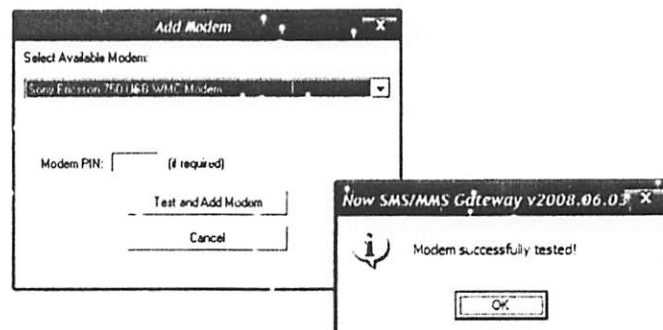 Add Modem
Select Available Modem:
Sony Ericsson 750 USB WMC Modem
Modem PIN: (if required)
Test and Add Modem
Cancel
Now SMS/MMS Gateway v2008.06.03
Modem successfully tested!
OK